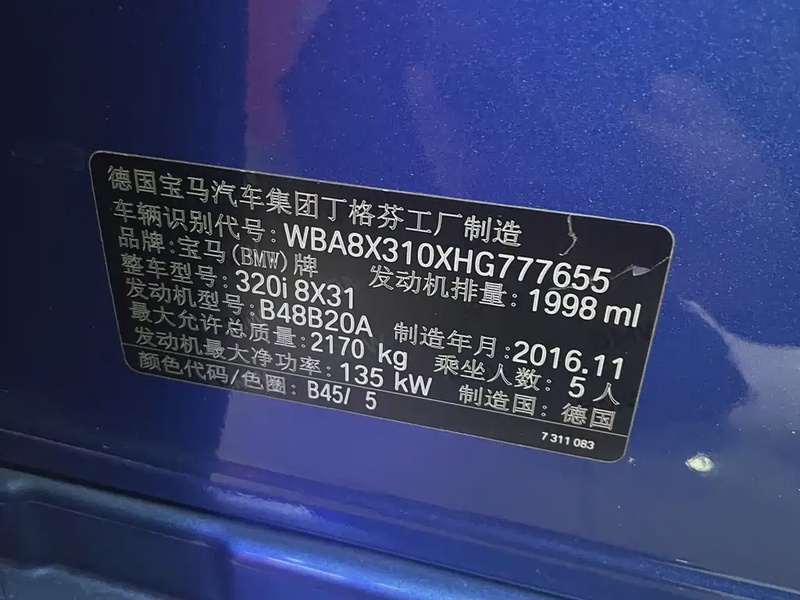 德国宝马汽车集团丁格芬工厂制造
车辆识别代号: WBA8X310XHG777655
品牌: 宝马(BMW)牌 发动机排量: 1998 ml
整车型号: 320i 8X31
发动机型号: B48B20A 制造年月: 2016.11
最大允许总质量: 2170 kg 乘坐人数: 5 人
发动机最大净功率: 135 kW 制造国: 德国
颜色代码/色圈: B45/ 5
7 311 083